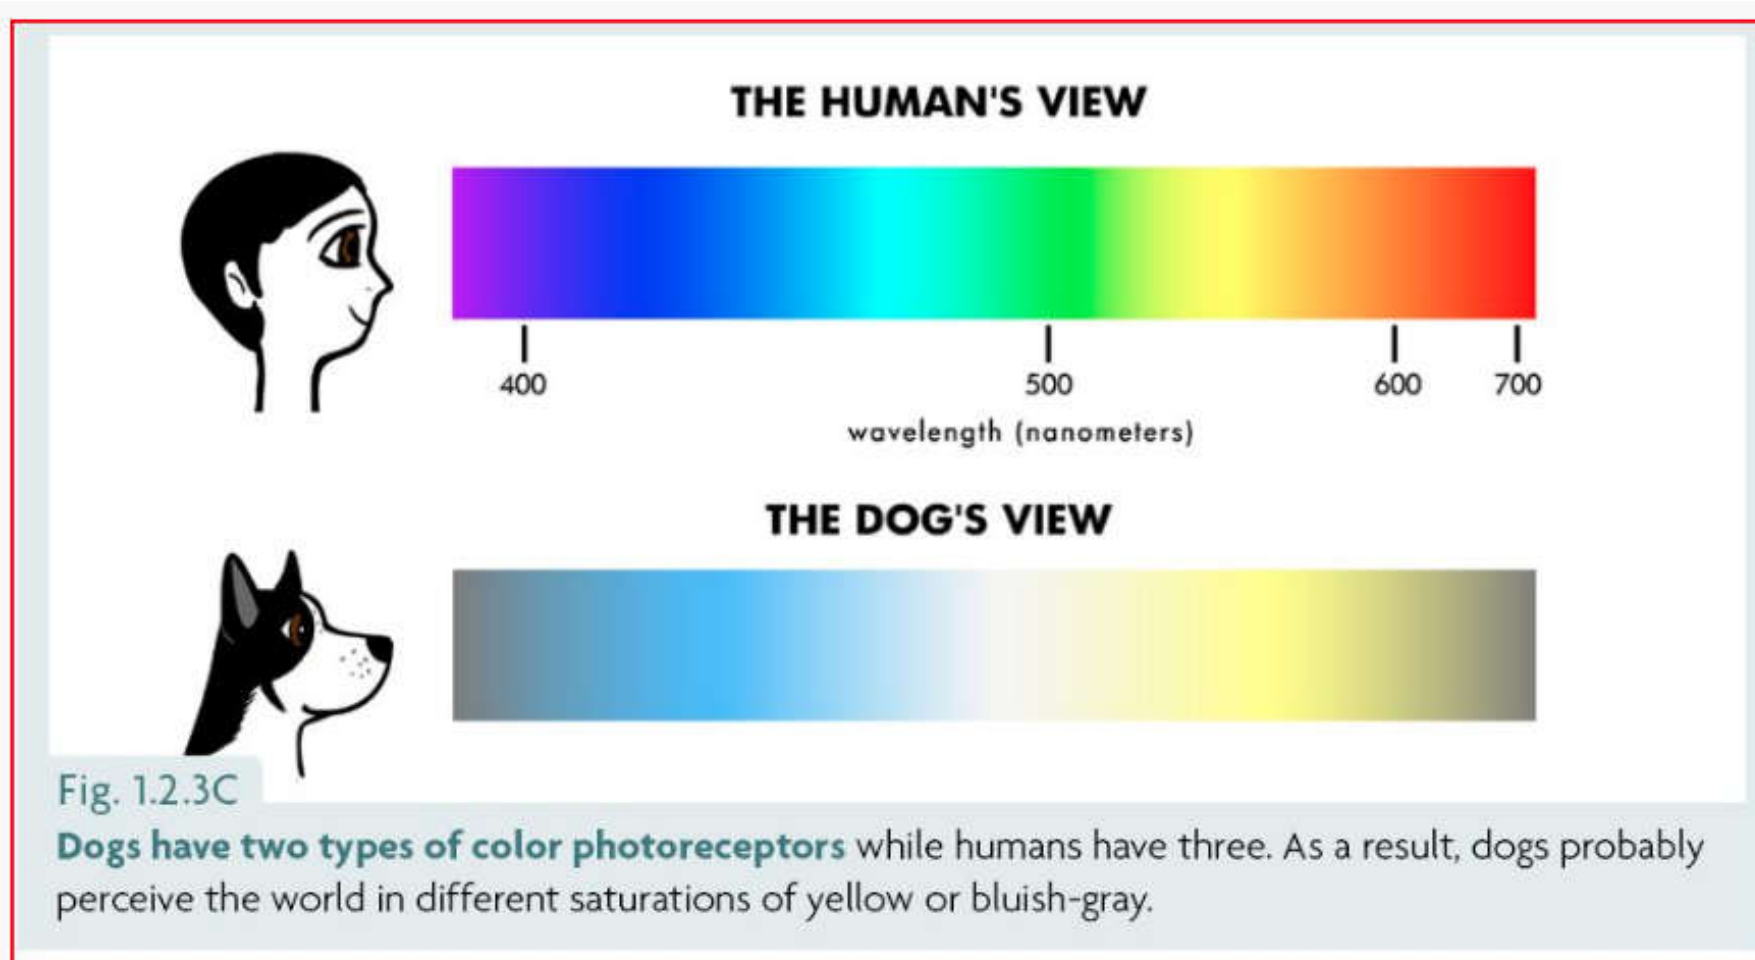 THE HUMAN'S VIEW
400 500 600 700
wavelength (nanometers)
THE DOG'S VIEW
Fig. 1.2.3C
Dogs have two types of color photoreceptors while humans have three. As a result, dogs probably
perceive the world in different saturations of yellow or bluish-gray.